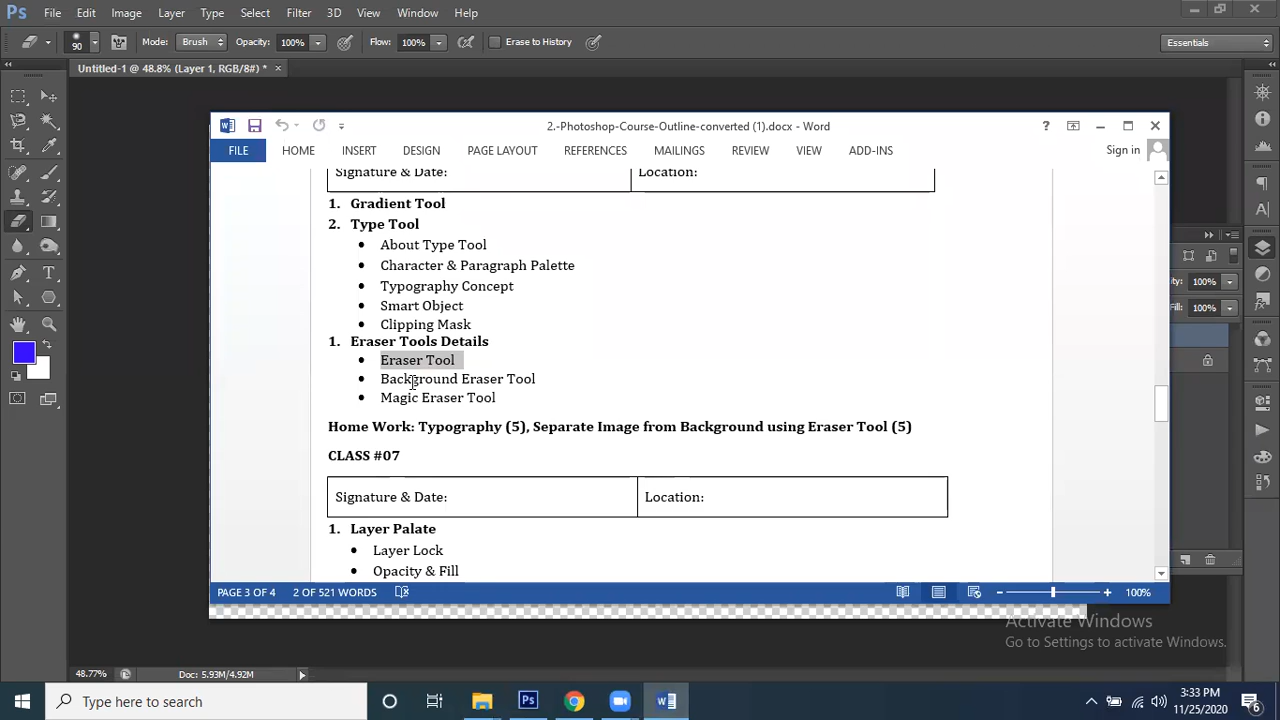 Ps File Edit Image Layer Type Select Filter 3D View Window Help
90 Mode: Brush Opacity: 100% Flow: 100% Erase to History Essentials
Untitled-1 @ 48.8% (Layer 1, RGB/8#) * ×
2.-Photoshop-Course-Outline-converted (1).docx - Word
FILE HOME INSERT DESIGN PAGE LAYOUT REFERENCES MAILINGS REVIEW VIEW ADD-INS Sign in
Signature & Date: Location:
1. Gradient Tool
2. Type Tool
• About Type Tool
• Character & Paragraph Palette
• Typography Concept
• Smart Object
• Clipping Mask
1. Eraser Tools Details
• Eraser Tool
• Background Eraser Tool
• Magic Eraser Tool
Home Work: Typography (5), Separate Image from Background using Eraser Tool (5)
CLASS #07
Signature & Date: Location:
1. Layer Palate
• Layer Lock
• Opacity & Fill
100%
100%
PAGE 3 OF 4 2 OF 521 WORDS 100%
Activate Windows
Go to Settings to activate Windows.
48.77% Doc: 5.93M/4.92M
Type here to search
3:33 PM
11/25/2020
6